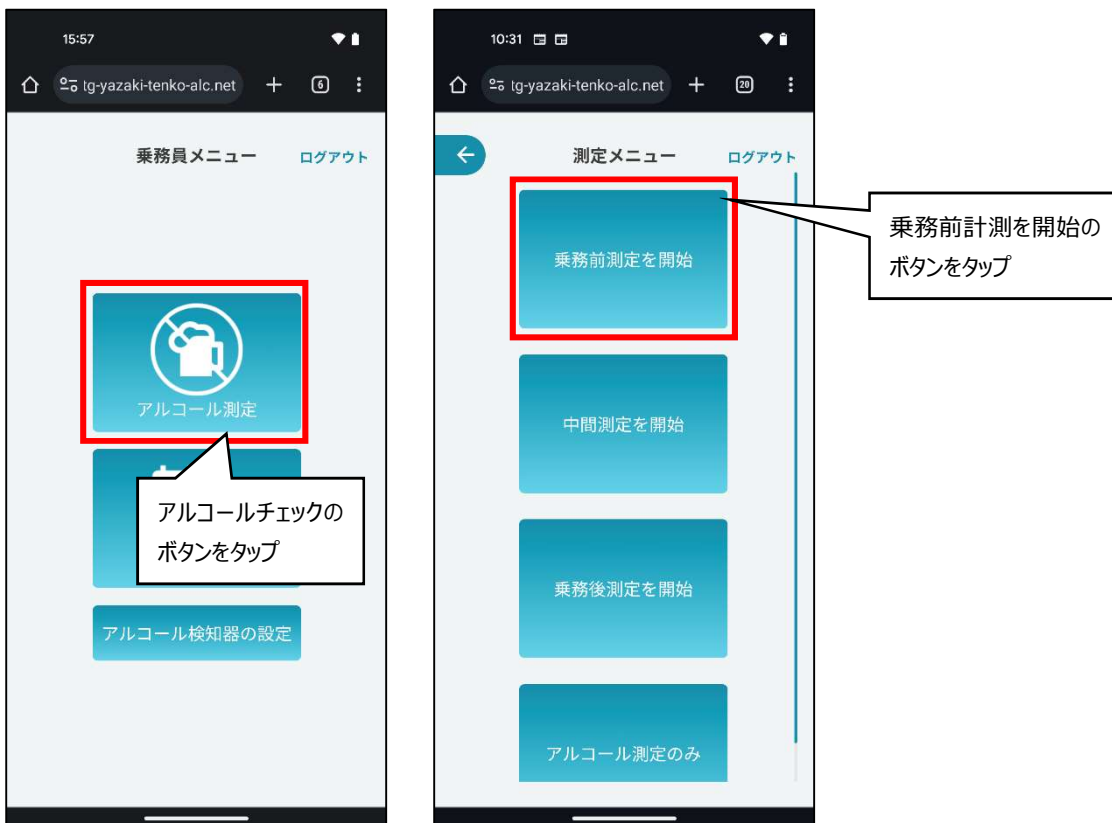 15:57
tg-yazaki-tenko-alc.net
6
乗務員メニュー
ログアウト
アルコール測定
アルコールチェックの
ボタンをタップ
アルコール検知器の設定
10:31
tg-yazaki-tenko-alc.net
20
測定メニュー
ログアウト
乗務前測定を開始
中間測定を開始
乗務後測定を開始
アルコール測定のみ
乗務前計測を開始の
ボタンをタップ